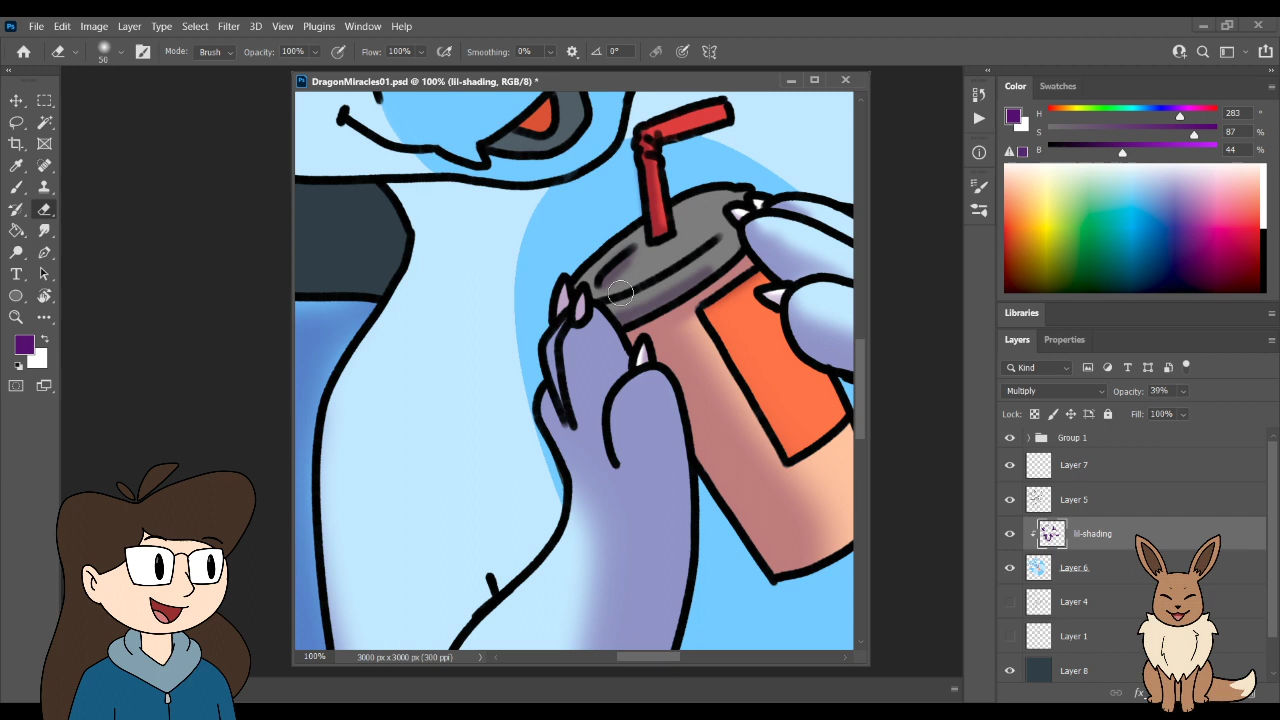 Ps File Edit Image Layer Type Select Filter 3D View Plugins Window Help
50 Mode: Brush Opacity: 100% Flow: 100% Smoothing: 0% 0°
DragonMiracles01.psd @ 100% (lil-shading, RGB/8) *
100% 3000 px x 3000 px (300 ppi)
Color Swatches
H 283 °
S 87 %
B 44 %
Libraries
Layers Properties
Kind
Multiply Opacity: 39%
Lock: Fill: 100%
Group 1
Layer 7
Layer 5
lil-shading
Layer 6
Layer 4
Layer 1
Layer 8
fx